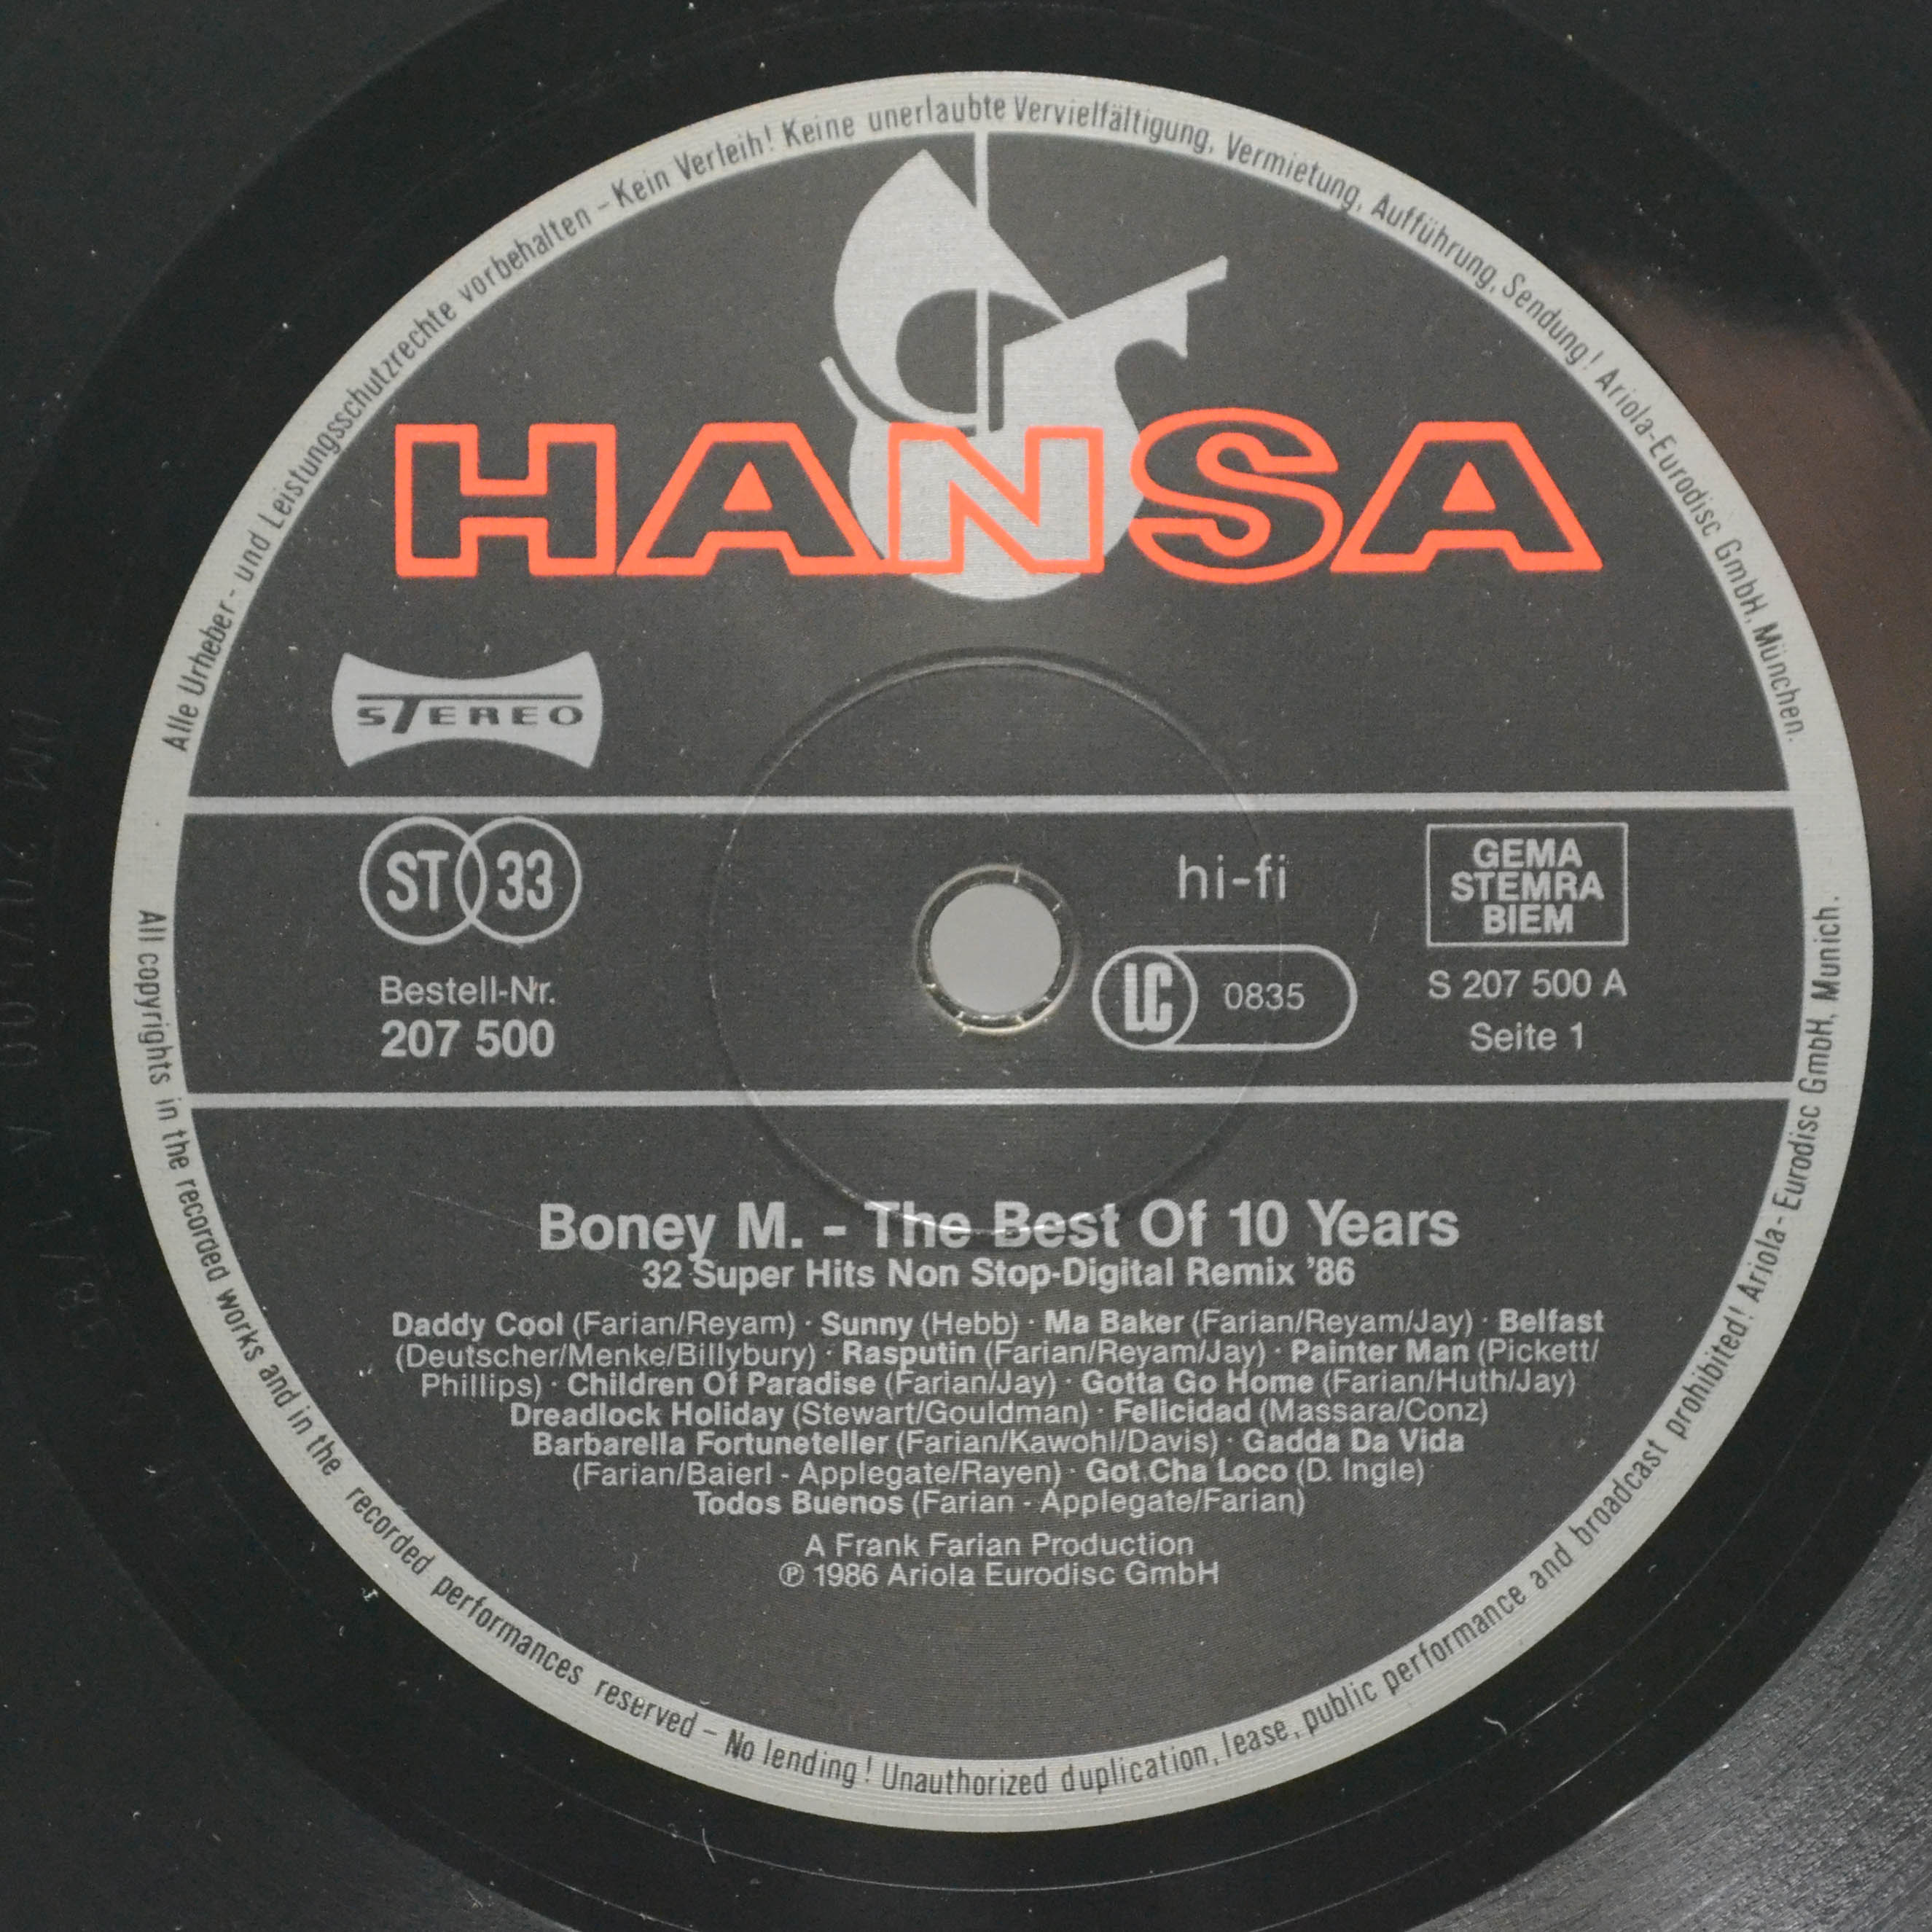 Alle Urheber- und Leistungsschutzrechte vorbehalten – Kein Verleih! Keine unerlaubte Vervielfältigung, Vermietung, Aufführung, Sendung! Ariola-Eurodisc GmbH, München.
HANSA
STEREO
ST 33
hi-fi
GEMA
STEMRA
BIEM
Bestell-Nr.
207 500
LC 0835
S 207 500 A
Seite 1
Boney M. - The Best Of 10 Years
32 Super Hits Non Stop-Digital Remix '86
Daddy Cool (Farian/Reyam) · Sunny (Hebb) · Ma Baker (Farian/Reyam/Jay) · Belfast
(Deutscher/Menke/Billybury) · Rasputin (Farian/Reyam/Jay) · Painter Man (Pickett/
Phillips) · Children Of Paradise (Farian/Jay) · Gotta Go Home (Farian/Huth/Jay)
Dreadlock Holiday (Stewart/Gouldman) · Felicidad (Massara/Conz)
Barbarella Fortuneteller (Farian/Kawohl/Davis) · Gadda Da Vida
(Farian/Baierl - Applegate/Rayen) · Got Cha Loco (D. Ingle)
Todos Buenos (Farian - Applegate/Farian)
A Frank Farian Production
℗ 1986 Ariola Eurodisc GmbH
All copyrights in the recorded works and in the recorded performances reserved – No lending! Unauthorized duplication, lease, public performance and broadcast prohibited! Ariola-Eurodisc GmbH, Munich.